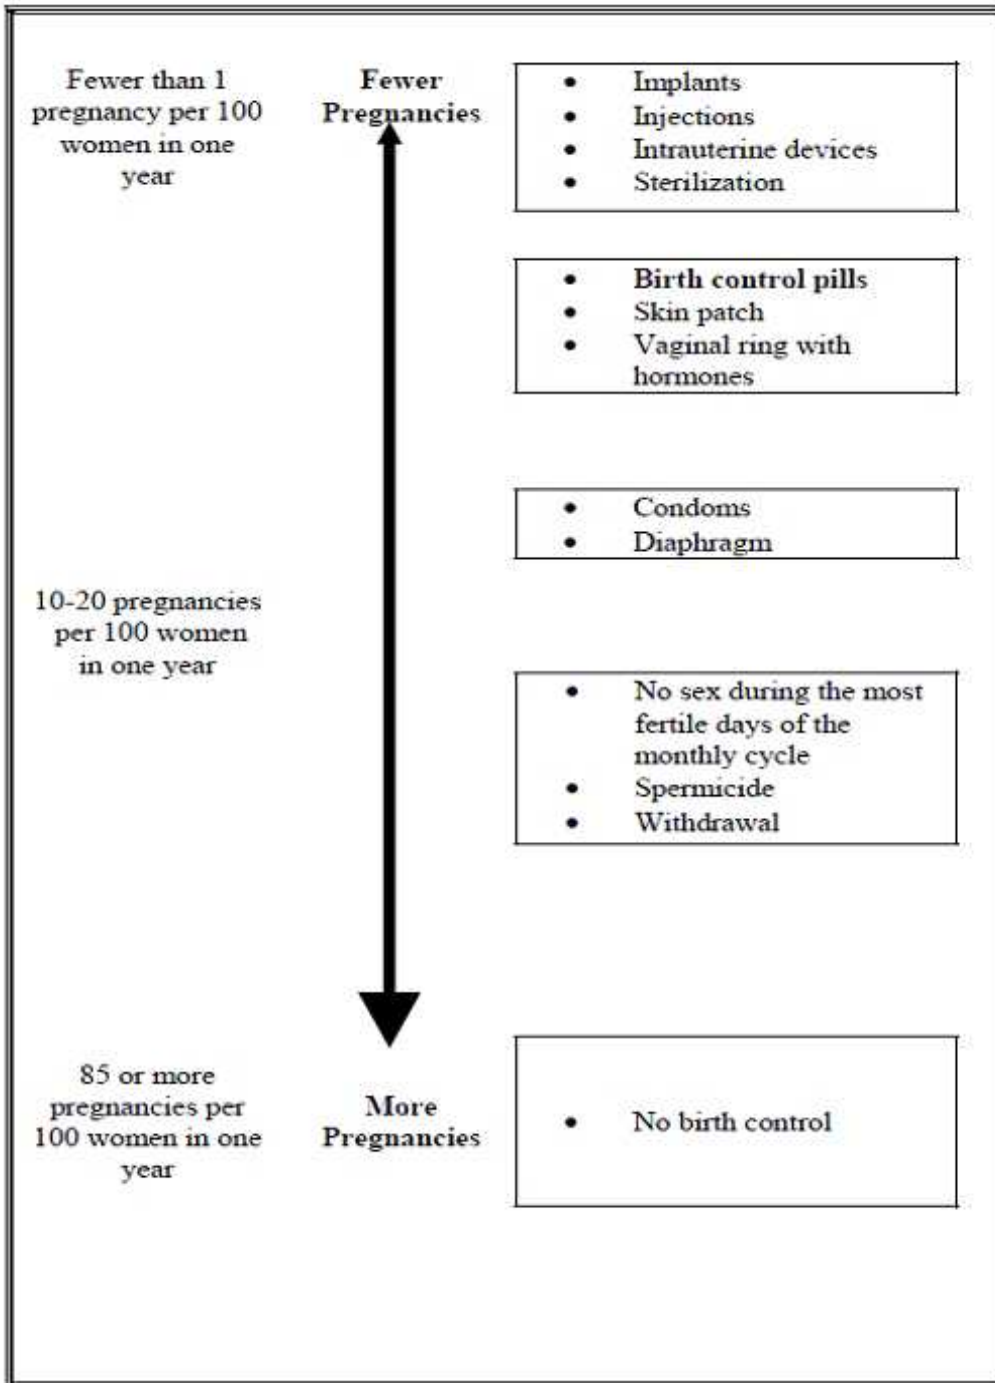 Fewer than 1
pregnancy per 100
women in one
year
Fewer
Pregnancies
• Implants
• Injections
• Intrauterine devices
• Sterilization
• Birth control pills
• Skin patch
• Vaginal ring with
hormones
• Condoms
• Diaphragm
10-20 pregnancies
per 100 women
in one year
• No sex during the most
fertile days of the
monthly cycle
• Spermicide
• Withdrawal
85 or more
pregnancies per
100 women in one
year
More
Pregnancies
• No birth control